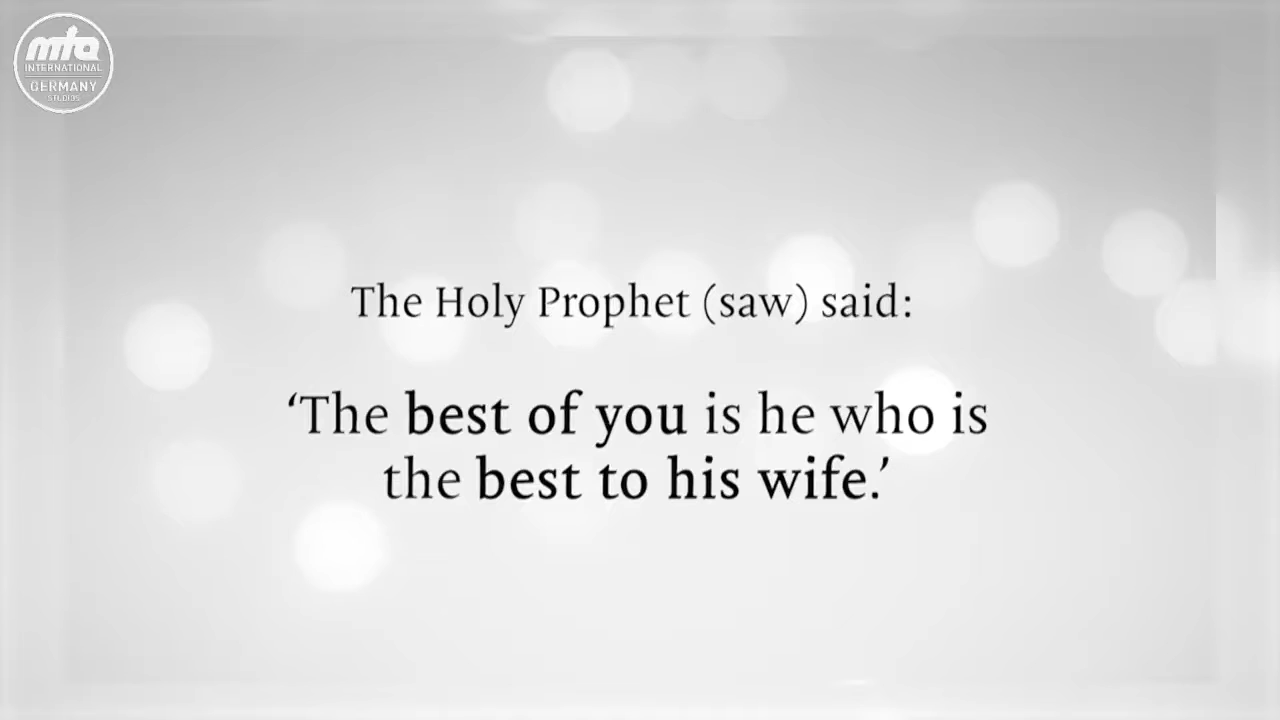 mta
INTERNATIONAL
GERMANY
STUDIOS
The Holy Prophet (saw) said:
‘The best of you is he who is
the best to his wife.’